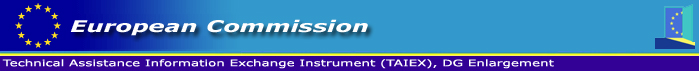 European Commission
Technical Assistance Information Exchange Instrument (TAIEX), DG Enlargement